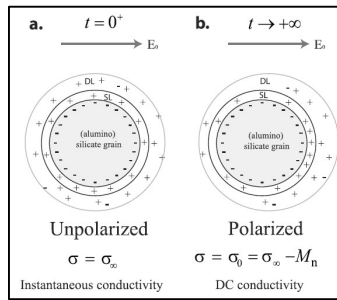 a.
t = 0⁺
E₀
DL
SL
(alumino)
silicate grain
Unpolarized
σ = σ∞
Instantaneous conductivity
b.
t → +∞
E₀
DL
SL
(alumino)
silicate grain
Polarized
σ = σ₀ = σ∞ − Mₙ
DC conductivity